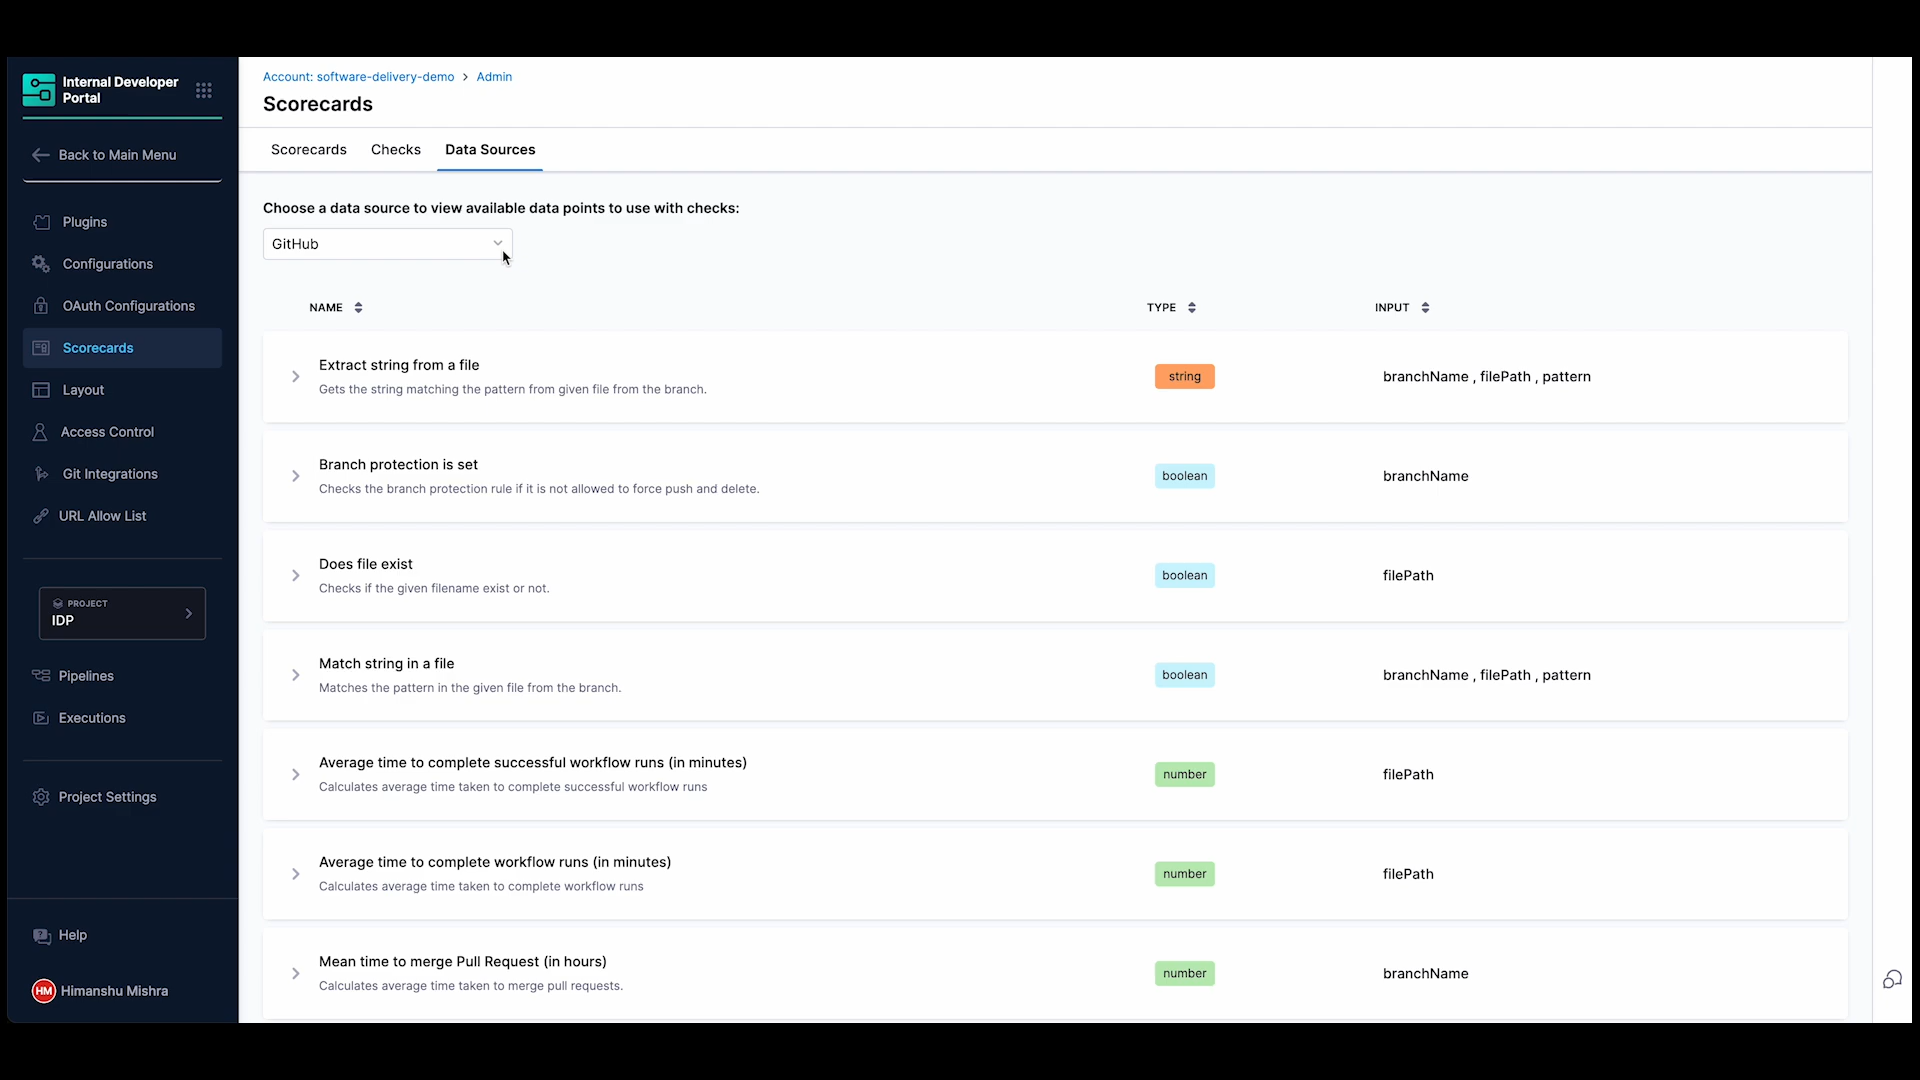 Internal Developer
Portal
Back to Main Menu
Plugins
Configurations
OAuth Configurations
Scorecards
Layout
Access Control
Git Integrations
URL Allow List
PROJECT
IDP
Pipelines
Executions
Project Settings
Help
HM Himanshu Mishra
Account: software-delivery-demo > Admin
Scorecards
Scorecards Checks Data Sources
Choose a data source to view available data points to use with checks:
GitHub
NAME TYPE INPUT
Extract string from a file
Gets the string matching the pattern from given file from the branch.
string
branchName , filePath , pattern
Branch protection is set
Checks the branch protection rule if it is not allowed to force push and delete.
boolean
branchName
Does file exist
Checks if the given filename exist or not.
boolean
filePath
Match string in a file
Matches the pattern in the given file from the branch.
boolean
branchName , filePath , pattern
Average time to complete successful workflow runs (in minutes)
Calculates average time taken to complete successful workflow runs
number
filePath
Average time to complete workflow runs (in minutes)
Calculates average time taken to complete workflow runs
number
filePath
Mean time to merge Pull Request (in hours)
Calculates average time taken to merge pull requests.
number
branchName